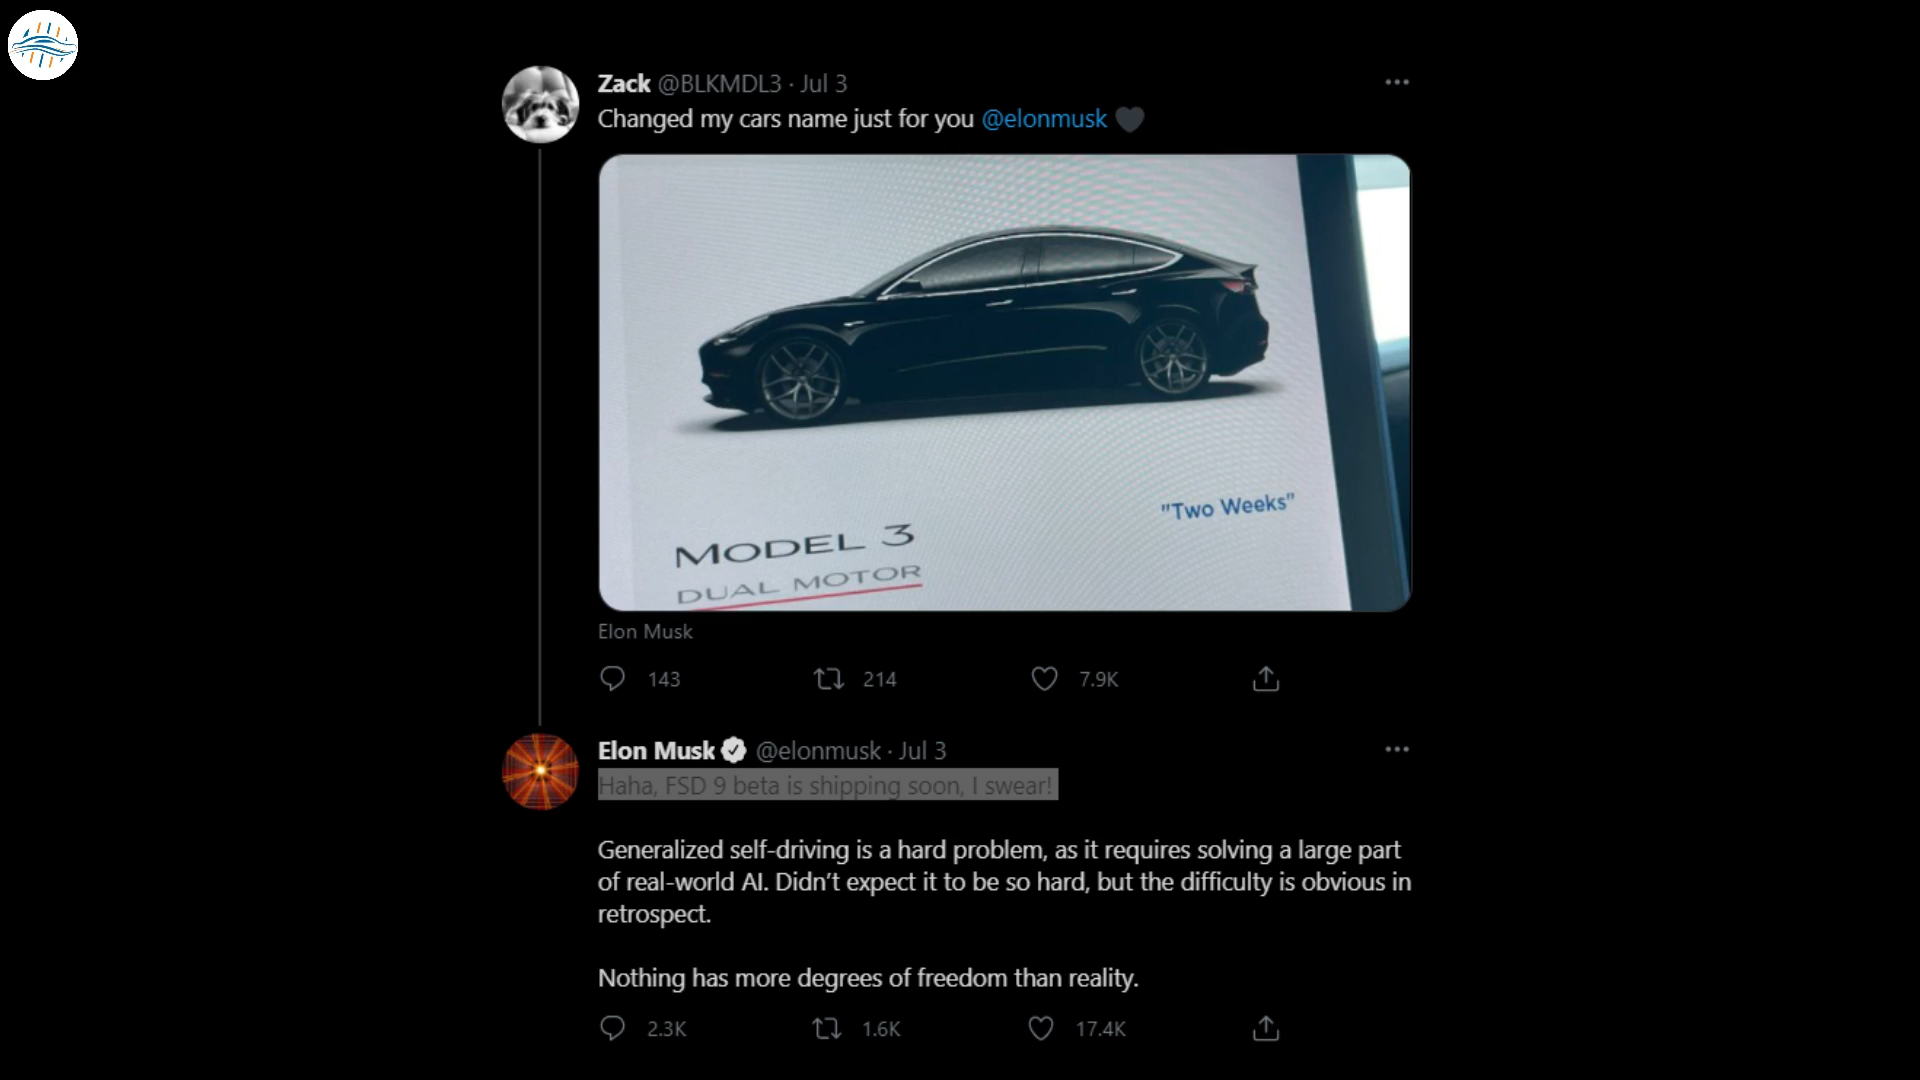 Zack @BLKMDL3 · Jul 3
Changed my cars name just for you @elonmusk
"Two Weeks"
MODEL 3
DUAL MOTOR
Elon Musk
143 214 7.9K
Elon Musk @elonmusk · Jul 3
Haha, FSD 9 beta is shipping soon, I swear!
Generalized self-driving is a hard problem, as it requires solving a large part
of real-world AI. Didn’t expect it to be so hard, but the difficulty is obvious in
retrospect.
Nothing has more degrees of freedom than reality.
2.3K 1.6K 17.4K